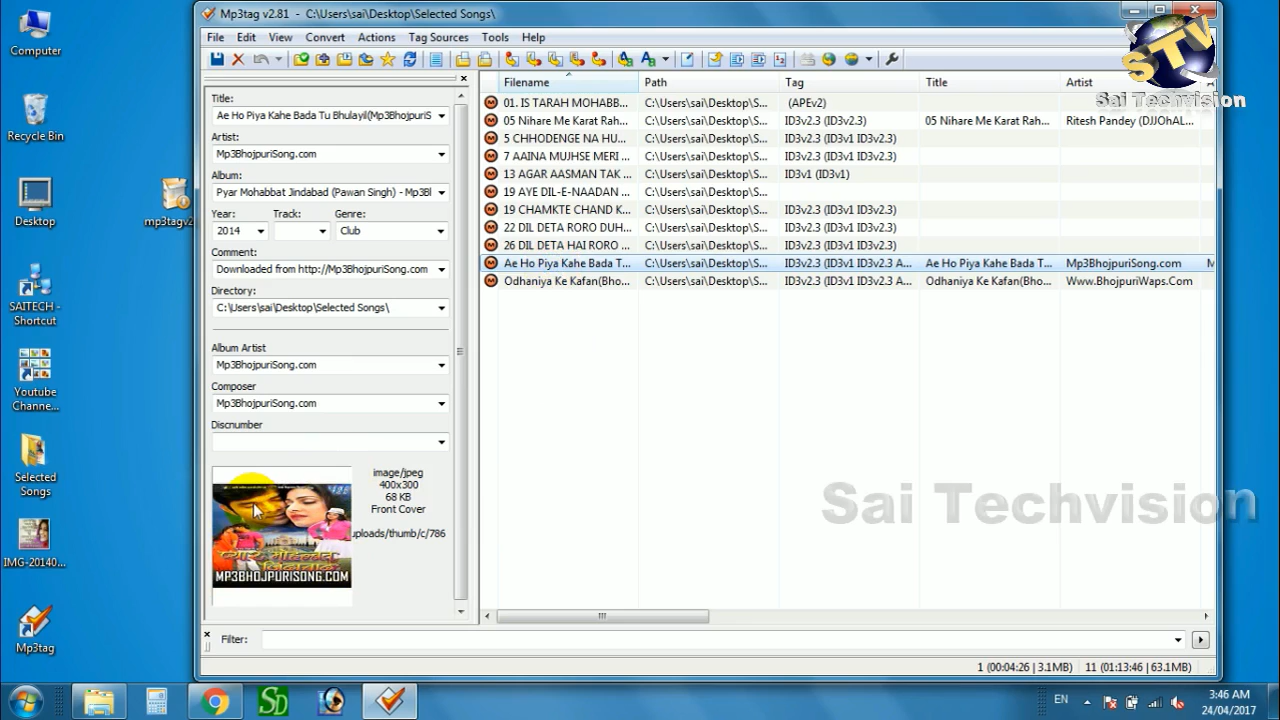 Mp3tag v2.81 - C:\Users\sai\Desktop\Selected Songs\
File Edit View Convert Actions Tag Sources Tools Help
STV
Sai Techvision
Computer
Recycle Bin
Desktop
mp3tagv2
SAITECH - Shortcut
Youtube Channe...
Selected Songs
IMG-20140...
Mp3tag
Title:
Ae Ho Piya Kahe Bada Tu Bhulayil(Mp3BhojpuriS
Artist:
Mp3BhojpuriSong.com
Album:
Pyar Mohabbat Jindabad (Pawan Singh) - Mp3Bl
Year: Track: Genre:
2014 Club
Comment:
Downloaded from http://Mp3BhojpuriSong.com
Directory:
C:\Users\sai\Desktop\Selected Songs\
Album Artist
Mp3BhojpuriSong.com
Composer
Mp3BhojpuriSong.com
Discnumber
image/jpeg
400x300
68 KB
Front Cover
uploads/thumb/c/786
प्यार मोहब्बत
जिंदाबाद
MP3BHOJPURISONG.COM
Filename Path Tag Title Artist
01. IS TARAH MOHABB... C:\Users\sai\Desktop\S... (APEv2)
05 Nihare Me Karat Rah... C:\Users\sai\Desktop\S... ID3v2.3 (ID3v2.3) 05 Nihare Me Karat Rah... Ritesh Pandey (DJJOhAL...
5 CHHODENGE NA HU... C:\Users\sai\Desktop\S... ID3v2.3 (ID3v1 ID3v2.3)
7 AAINA MUJHSE MERI ... C:\Users\sai\Desktop\S... ID3v2.3 (ID3v1 ID3v2.3)
13 AGAR AASMAN TAK ... C:\Users\sai\Desktop\S... ID3v1 (ID3v1)
19 AYE DIL-E-NAADAN ... C:\Users\sai\Desktop\S...
19 CHAMKTE CHAND K... C:\Users\sai\Desktop\S... ID3v2.3 (ID3v1 ID3v2.3)
22 DIL DETA RORO DUH... C:\Users\sai\Desktop\S... ID3v2.3 (ID3v1 ID3v2.3)
26 DIL DETA HAI RORO ... C:\Users\sai\Desktop\S... ID3v2.3 (ID3v1 ID3v2.3)
Ae Ho Piya Kahe Bada T... C:\Users\sai\Desktop\S... ID3v2.3 (ID3v1 ID3v2.3 A... Ae Ho Piya Kahe Bada T... Mp3BhojpuriSong.com M
Odhaniya Ke Kafan(Bho... C:\Users\sai\Desktop\S... ID3v2.3 (ID3v1 ID3v2.3 A... Odhaniya Ke Kafan(Bho... Www.BhojpuriWaps.Com
Sai Techvision
Filter:
1 (00:04:26 | 3.1MB) 11 (01:13:46 | 63.1MB)
SD
EN
3:46 AM
24/04/2017